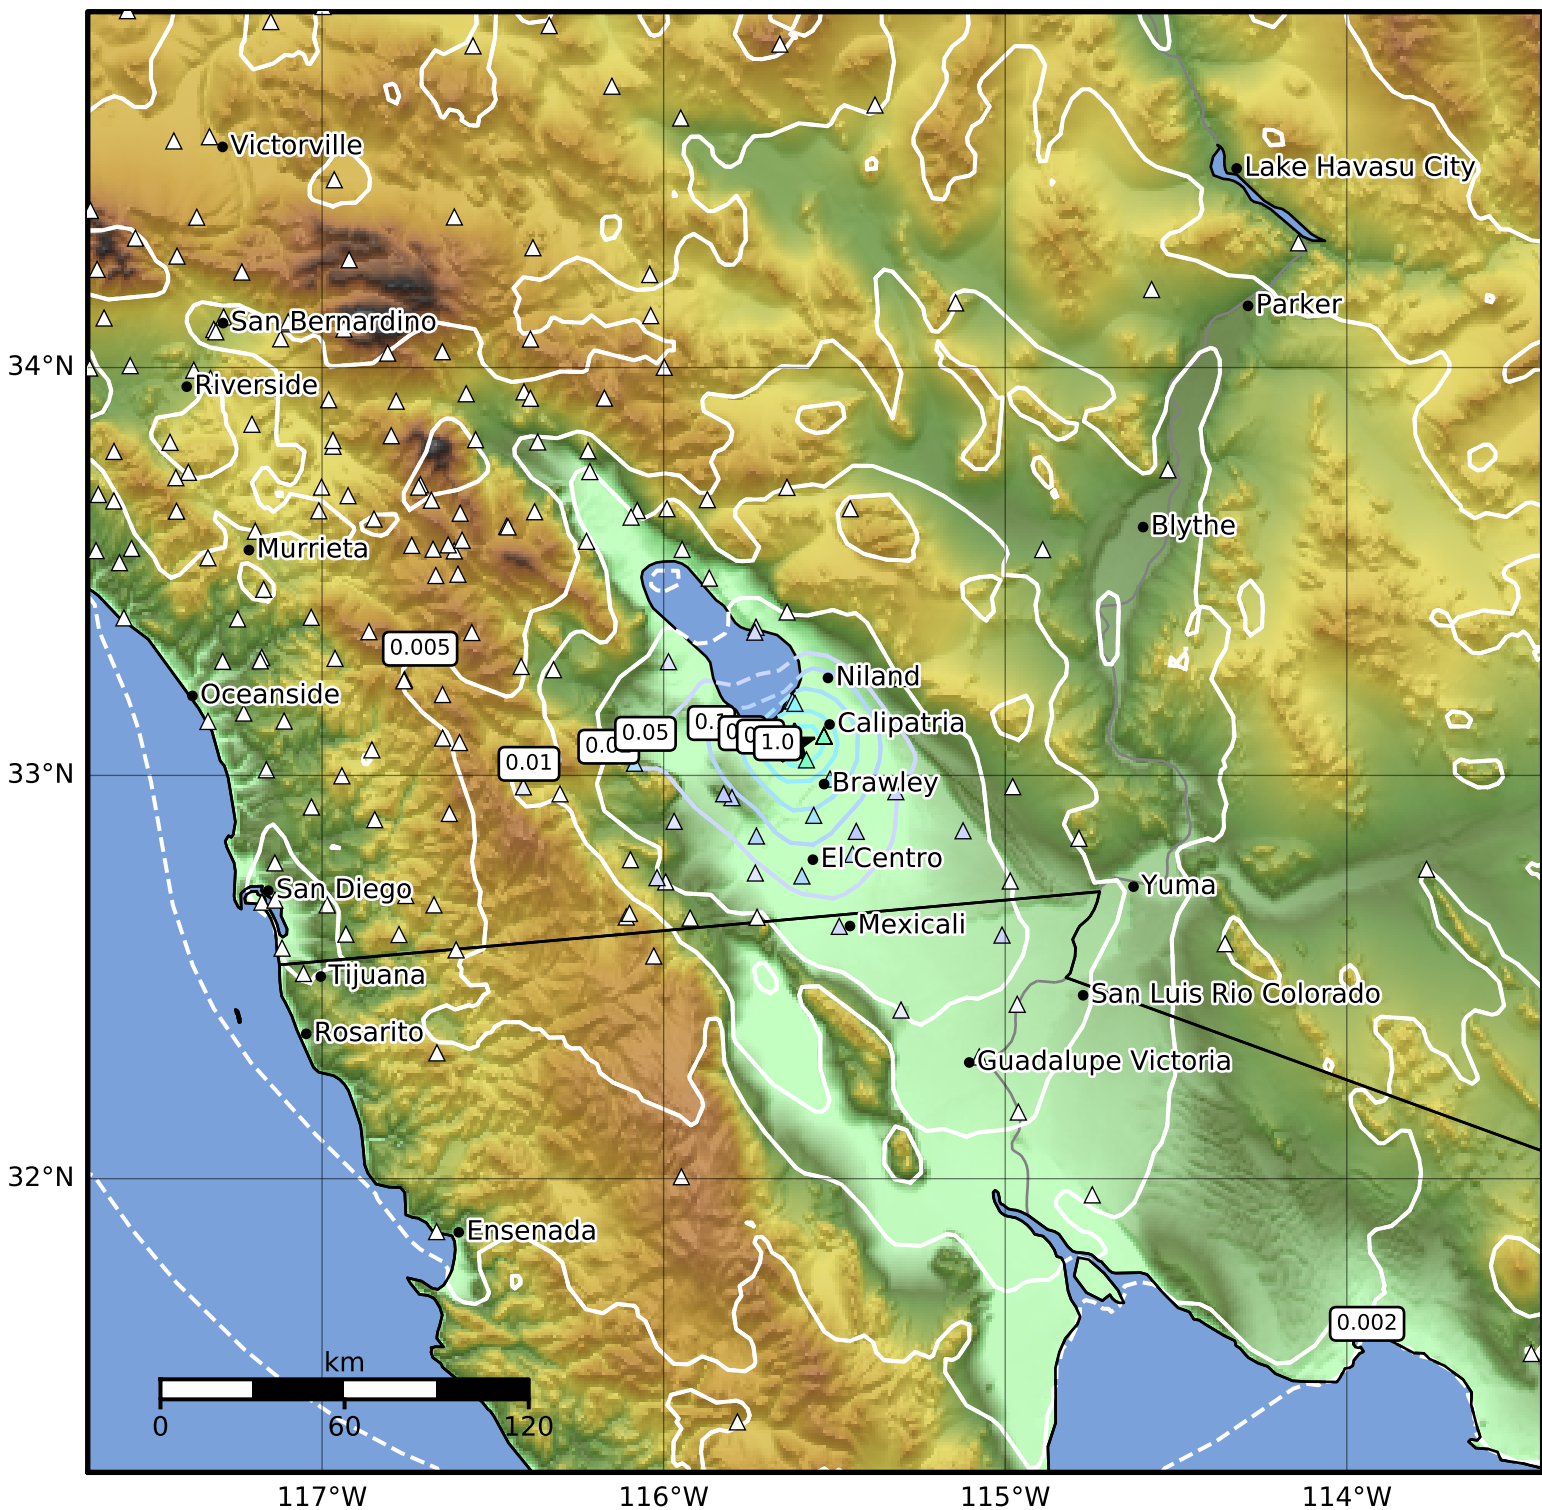 Victorville
Lake Havasu City
Parker
San Bernardino
34°N
Riverside
Blythe
Murrieta
0.005
Niland
Oceanside
Calipatria
0.05
1.0
0.01
33°N
Brawley
El Centro
San Diego
Yuma
Mexicali
Tijuana
San Luis Rio Colorado
Rosarito
Guadalupe Victoria
32°N
Ensenada
0.002
km
0 60 120
117°W 116°W 115°W 114°W